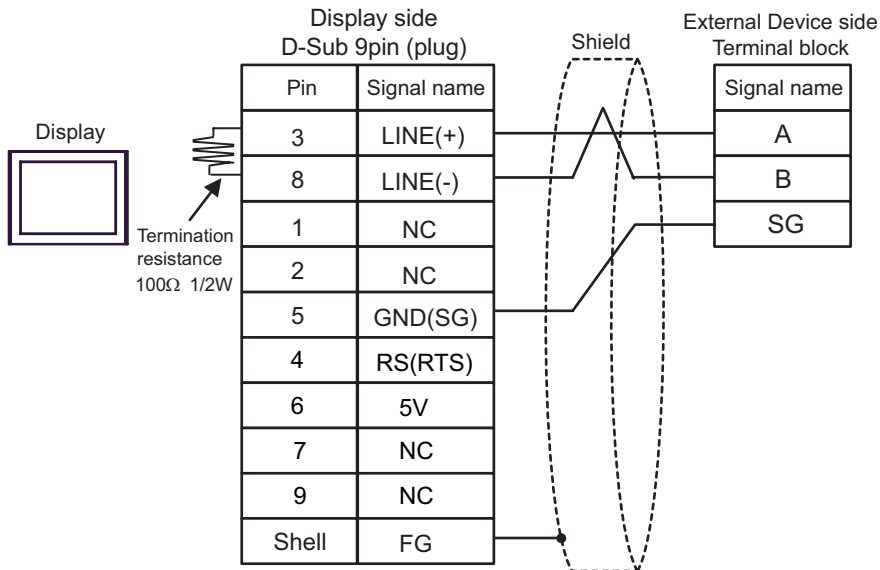 Display side
D-Sub 9pin (plug)
Shield
External Device side
Terminal block
Pin Signal name
Signal name
Display
3 LINE(+)
A
8 LINE(-)
B
Termination
resistance
100Ω 1/2W
1 NC
SG
2 NC
5 GND(SG)
4 RS(RTS)
6 5V
7 NC
9 NC
Shell FG